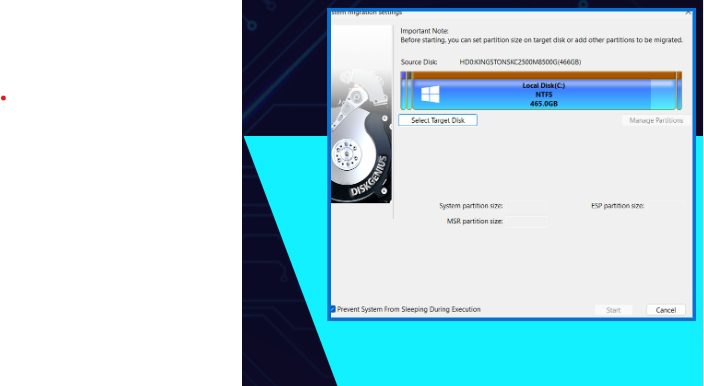 stem migration settings
Important Note:
Before starting, you can set partition size on target disk or add other partitions to be migrated.
Source Disk: HD0:KINGSTONSKC2500M8500G(466GB)
Local Disk(C:)
NTFS
465.0GB
Select Target Disk Manage Partitions
DISKGENIUS
System partition size: ESP partition size:
MSR partition size:
Prevent System From Sleeping During Execution Start Cancel